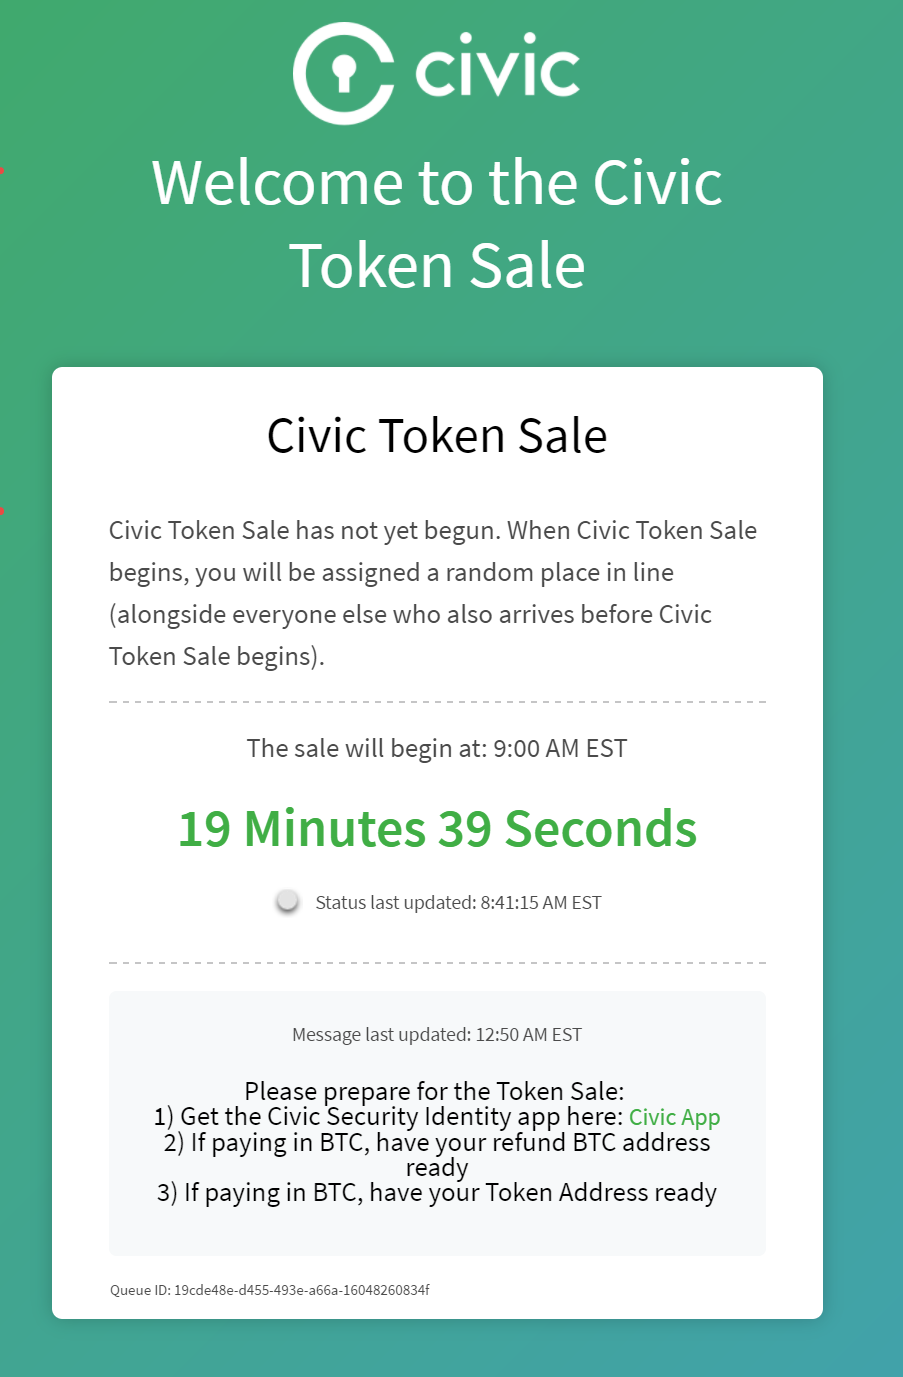 civic
Welcome to the Civic
Token Sale
Civic Token Sale
Civic Token Sale has not yet begun. When Civic Token Sale
begins, you will be assigned a random place in line
(alongside everyone else who also arrives before Civic
Token Sale begins).
The sale will begin at: 9:00 AM EST
19 Minutes 39 Seconds
Status last updated: 8:41:15 AM EST
Message last updated: 12:50 AM EST
Please prepare for the Token Sale:
1) Get the Civic Security Identity app here: Civic App
2) If paying in BTC, have your refund BTC address
ready
3) If paying in BTC, have your Token Address ready
Queue ID: 19cde48e-d455-493e-a66a-16048260834f